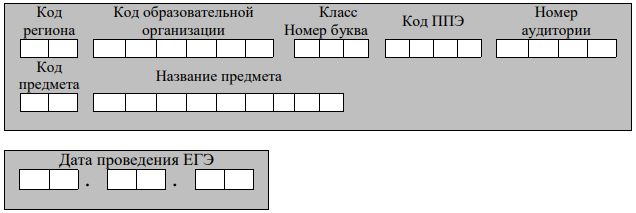 Код Код образовательной Класс Код ППЭ Номер
региона организации Номер буква аудитории
Код Название предмета
предмета
Дата проведения ЕГЭ
. .